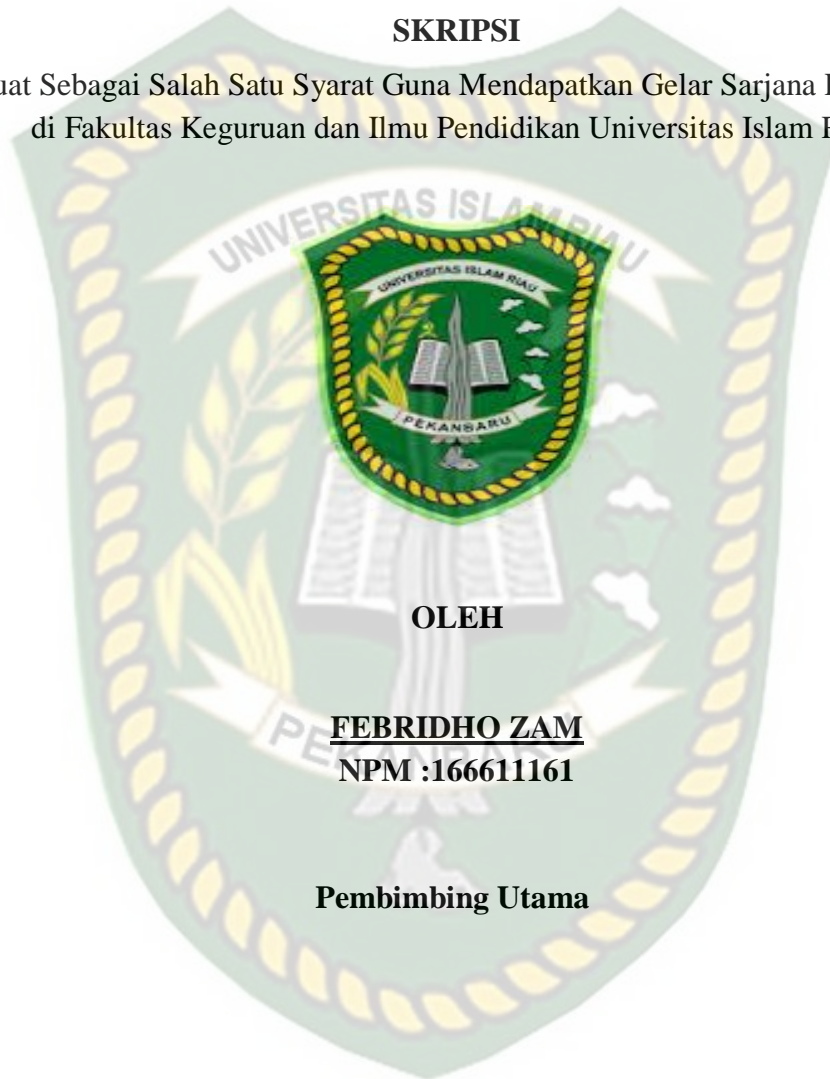 SKRIPSI
Sebagai Salah Satu Syarat Guna Mendapatkan Gelar Sarjana
di Fakultas Keguruan dan Ilmu Pendidikan Universitas Islam
UNIVERSITAS ISLAM RIAU
UNIVERSITAS ISLAM RIAU
PEKANBARU
OLEH
FEBRIDHO ZAM
NPM :166611161
PEKANBARU
Pembimbing Utama